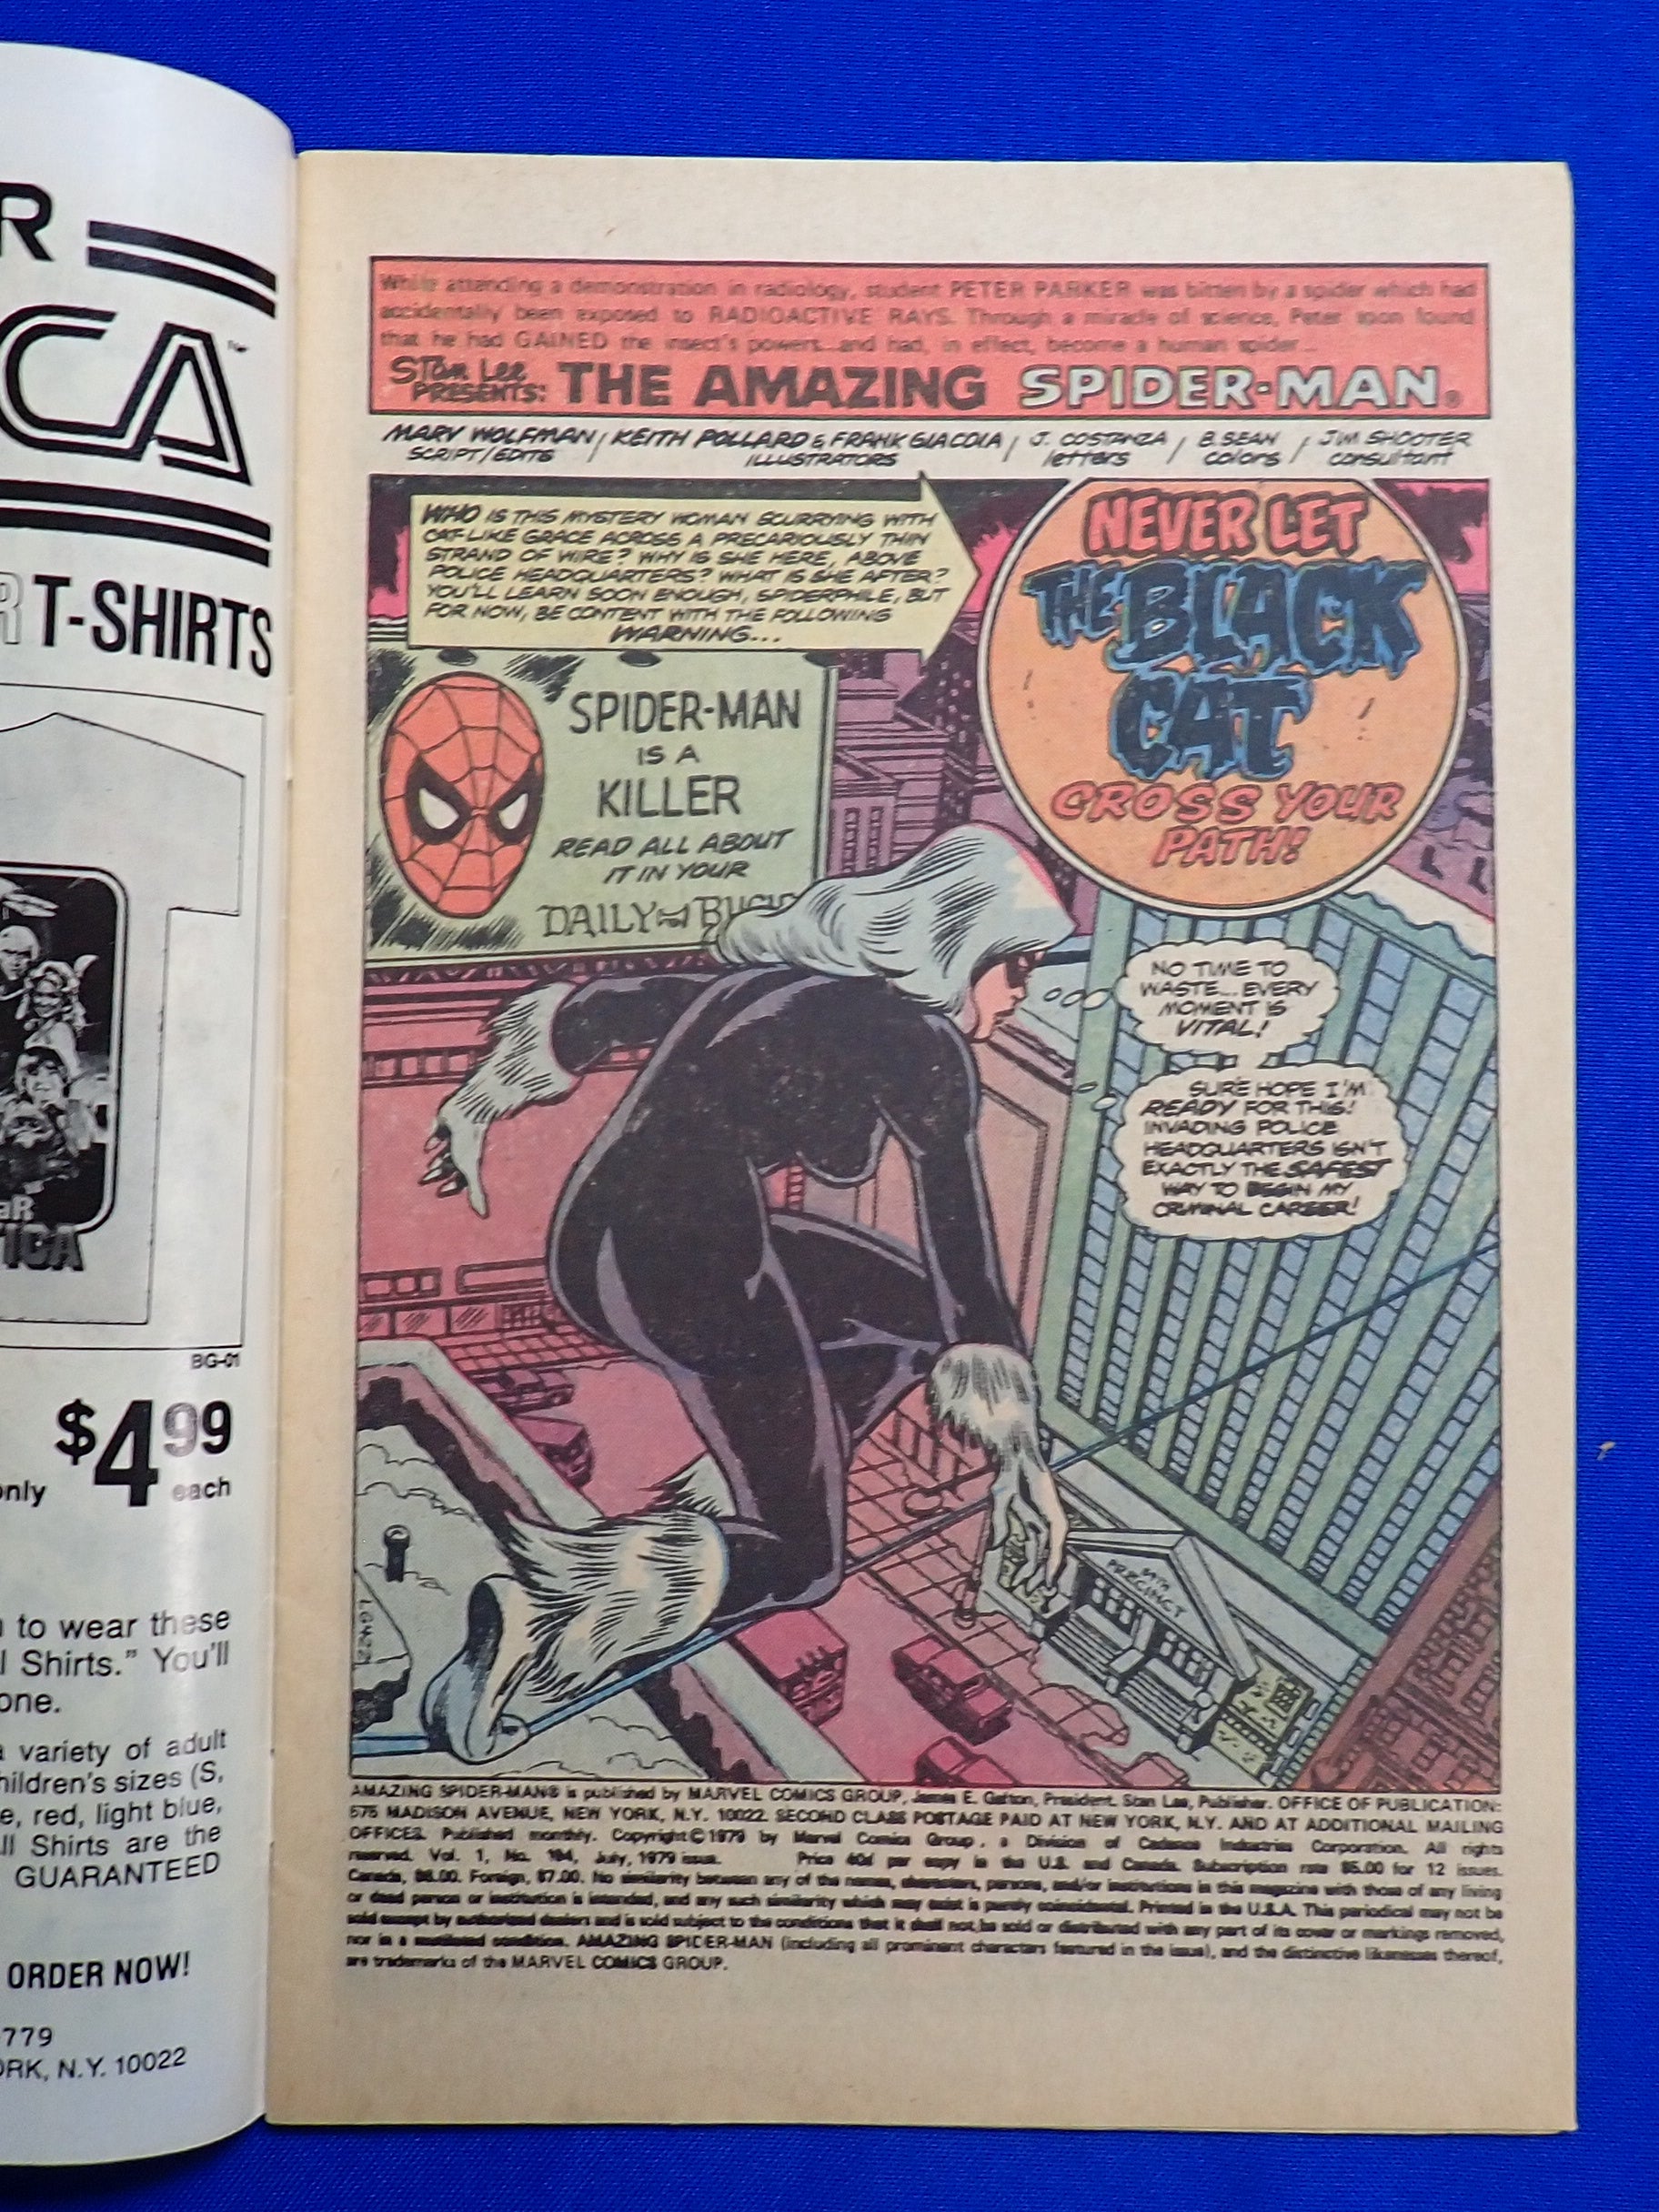 R
CA™
R T-SHIRTS
aR
TICA
BG-01
only $4.99 each
to wear these
l Shirts." You'll
one.
a variety of adult
hildren's sizes (S,
e, red, light blue,
ll Shirts are the
GUARANTEED
ORDER NOW!
779
ORK, N.Y. 10022
While attending a demonstration in radiology, student PETER PARKER was bitten by a spider which had
accidentally been exposed to RADIOACTIVE RAYS. Through a miracle of science, Peter soon found
that he had GAINED the insect's powers...and had, in effect, become a human spider...
Stan Lee
PRESENTS: THE AMAZING SPIDER-MAN®
MARV WOLFMAN / KEITH POLLARD & FRANK GIACOIA / J. COSTANZA / B. SEAN / JIM SHOOTER
SCRIPT/EDITS ILLUSTRATORS letters colors consultant
WHO IS THIS MYSTERY WOMAN SCURRYING WITH
CAT-LIKE GRACE ACROSS A PRECARIOUSLY THIN
STRAND OF WIRE? WHY IS SHE HERE, ABOVE
POLICE HEADQUARTERS? WHAT IS SHE AFTER?
YOU'LL LEARN SOON ENOUGH, SPIDERPHILE, BUT
FOR NOW, BE CONTENT WITH THE FOLLOWING
WARNING...
NEVER LET
THE BLACK
CAT
CROSS YOUR
PATH!
SPIDER-MAN
IS A
KILLER
READ ALL ABOUT
IT IN YOUR
DAILY BUGL
NO TIME TO
WASTE... EVERY
MOMENT IS
VITAL!
SURE HOPE I'M
READY FOR THIS!
INVADING POLICE
HEADQUARTERS ISN'T
EXACTLY THE SAFEST
WAY TO BEGIN MY
CRIMINAL CAREER!
PRECINCT
AMAZING SPIDER-MAN® is published by MARVEL COMICS GROUP, James E. Galton, President. Stan Lee, Publisher. OFFICE OF PUBLICATION:
575 MADISON AVENUE, NEW YORK, N.Y. 10022. SECOND CLASS POSTAGE PAID AT NEW YORK, N.Y. AND AT ADDITIONAL MAILING
OFFICES. Published monthly. Copyright © 1979 by Marvel Comics Group, a Division of Cadence Industries Corporation. All rights
reserved. Vol. 1, No. 194, July, 1979 issue. Price 40¢ per copy in the U.S. and Canada. Subscription rate $5.00 for 12 issues.
Canada, $6.00. Foreign, $7.00. No similarity between any of the names, characters, persons, and/or institutions in this magazine with those of any living
or dead person or institution is intended, and any such similarity which may exist is purely coincidental. Printed in the U.S.A. This periodical may not be
sold except by authorized dealers and is sold subject to the conditions that it shall not be sold or distributed with any part of its cover or markings removed,
nor in a mutilated condition. AMAZING SPIDER-MAN (including all prominent characters featured in the issue), and the distinctive likenesses thereof,
are trademarks of the MARVEL COMICS GROUP.